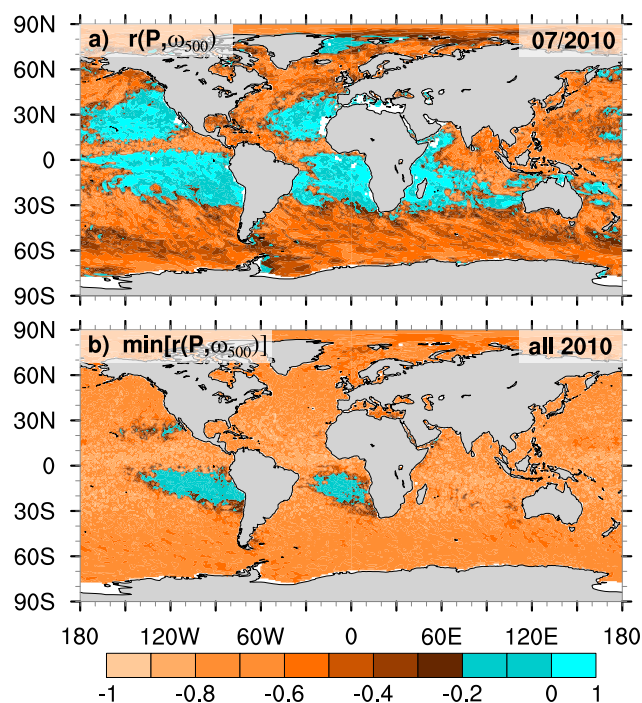 90N
a) r(P,ω500) 07/2010
60N
30N
0
30S
60S
90S
90N
b) min[r(P,ω500)] all 2010
60N
30N
0
30S
60S
90S
180 120W 60W 0 60E 120E 180
-1 -0.8 -0.6 -0.4 -0.2 0 1